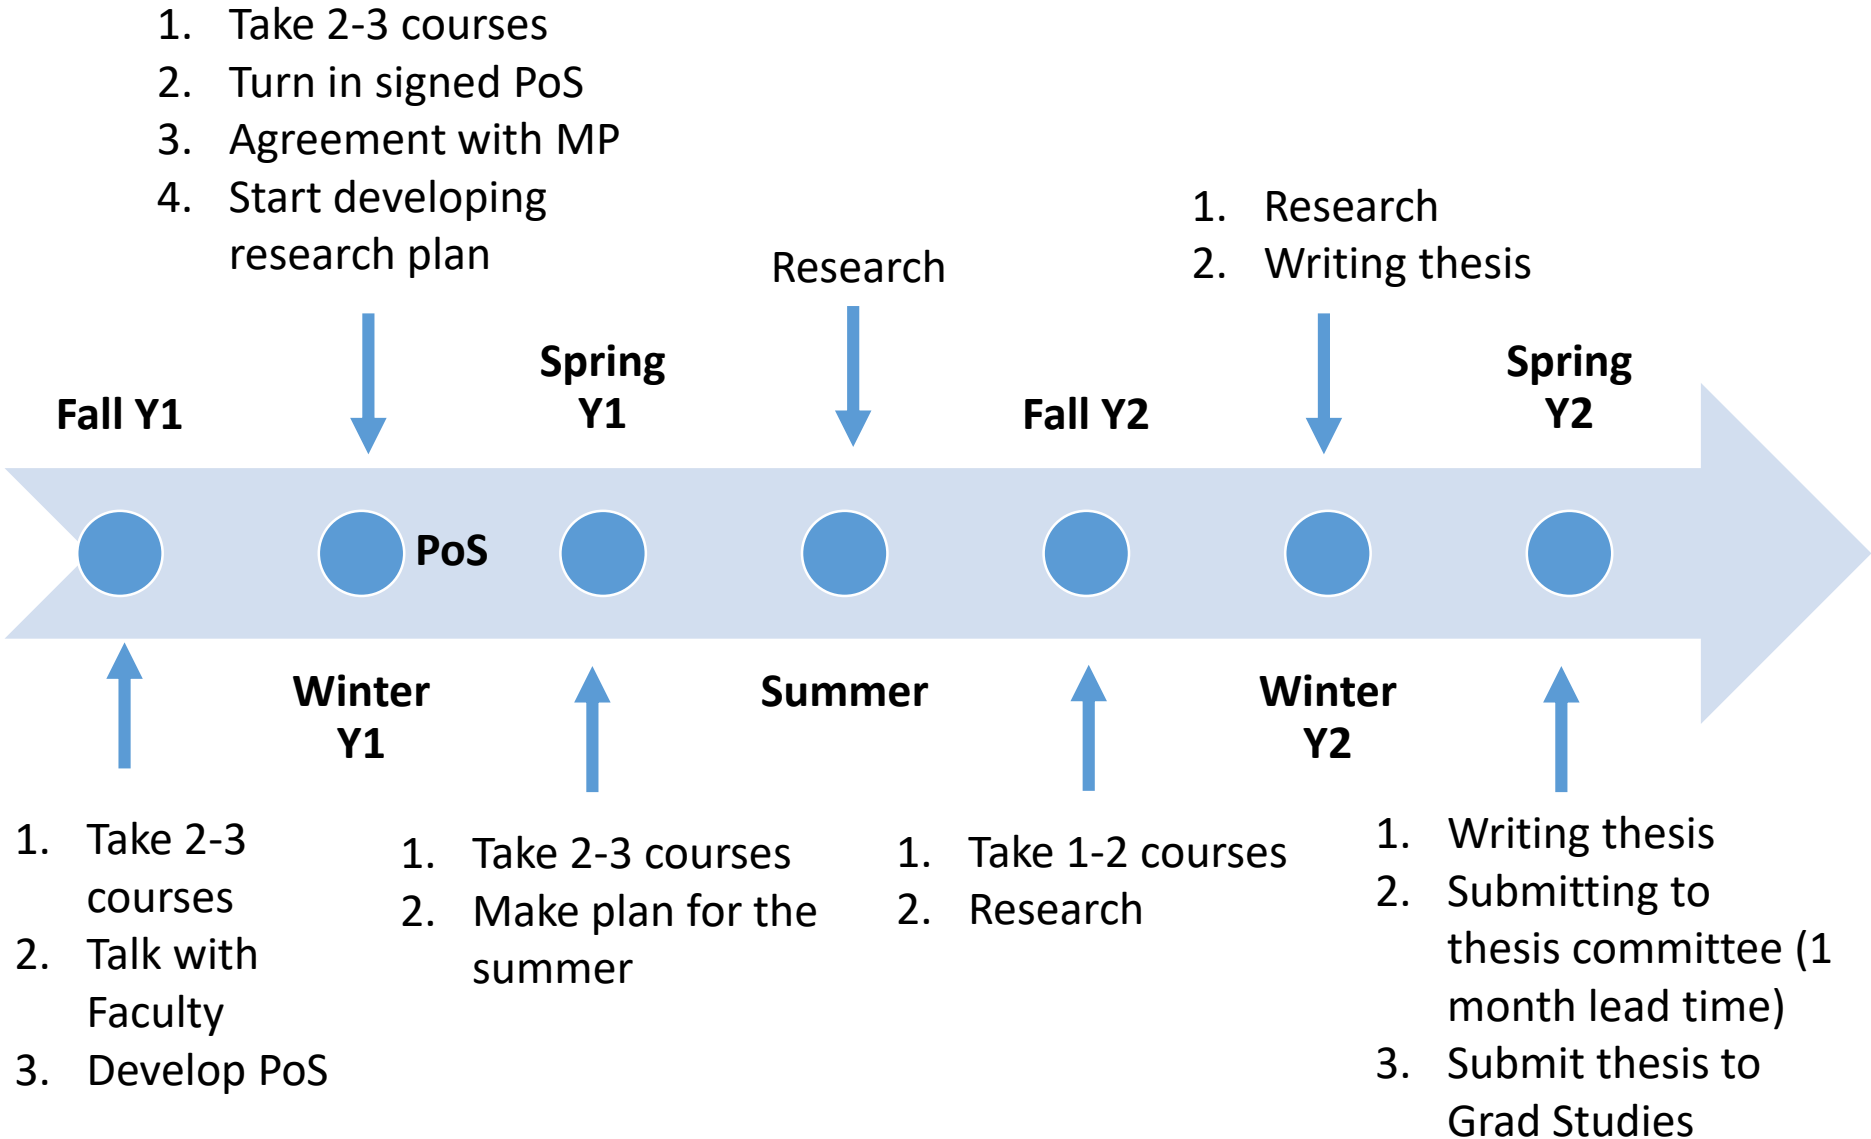 1. Take 2-3 courses
2. Turn in signed PoS
3. Agreement with MP
4. Start developing
research plan
Research
1. Research
2. Writing thesis
Fall Y1
Spring
Y1
Fall Y2
Spring
Y2
PoS
Winter
Y1
Summer
Winter
Y2
1. Take 2-3
courses
2. Talk with
Faculty
3. Develop PoS
1. Take 2-3 courses
2. Make plan for the
summer
1. Take 1-2 courses
2. Research
1. Writing thesis
2. Submitting to
thesis committee (1
month lead time)
3. Submit thesis to
Grad Studies